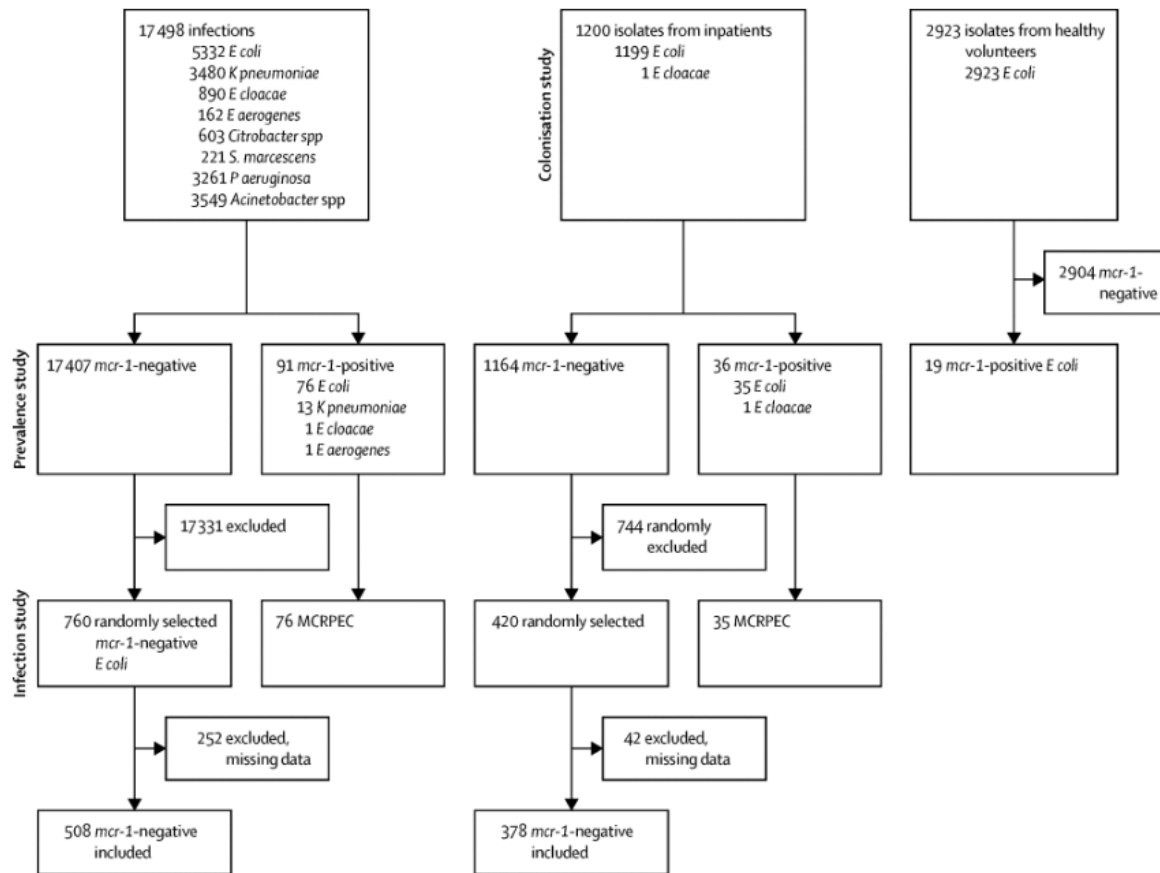 17 498 infections
5332 E coli
3480 K pneumoniae
890 E cloacae
162 E aerogenes
603 Citrobacter spp
221 S. marcescens
3261 P aeruginosa
3549 Acinetobacter spp
Colonisation study
1200 isolates from inpatients
1199 E coli
1 E cloacae
2923 isolates from healthy
volunteers
2923 E coli
2904 mcr-1-
negative
Prevalence study
17 407 mcr-1-negative
91 mcr-1-positive
76 E coli
13 K pneumoniae
1 E cloacae
1 E aerogenes
1164 mcr-1-negative
36 mcr-1-positive
35 E coli
1 E cloacae
19 mcr-1-positive E coli
17 331 excluded
744 randomly
excluded
Infection study
760 randomly selected
mcr-1-negative
E coli
76 MCRPEC
420 randomly selected
35 MCRPEC
252 excluded,
missing data
42 excluded,
missing data
508 mcr-1-negative
included
378 mcr-1-negative
included